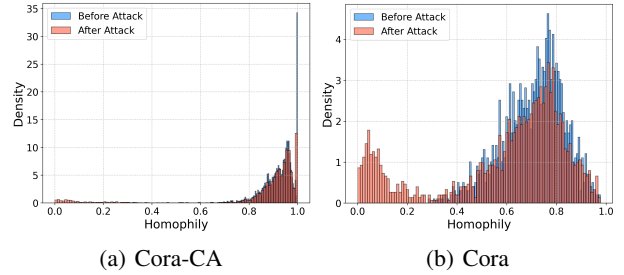 Before Attack
After Attack
Density
35
30
25
20
15
10
5
0
0.0 0.2 0.4 0.6 0.8 1.0
Homophily
(a) Cora-CA
Before Attack
After Attack
Density
4
3
2
1
0
0.0 0.2 0.4 0.6 0.8 1.0
Homophily
(b) Cora